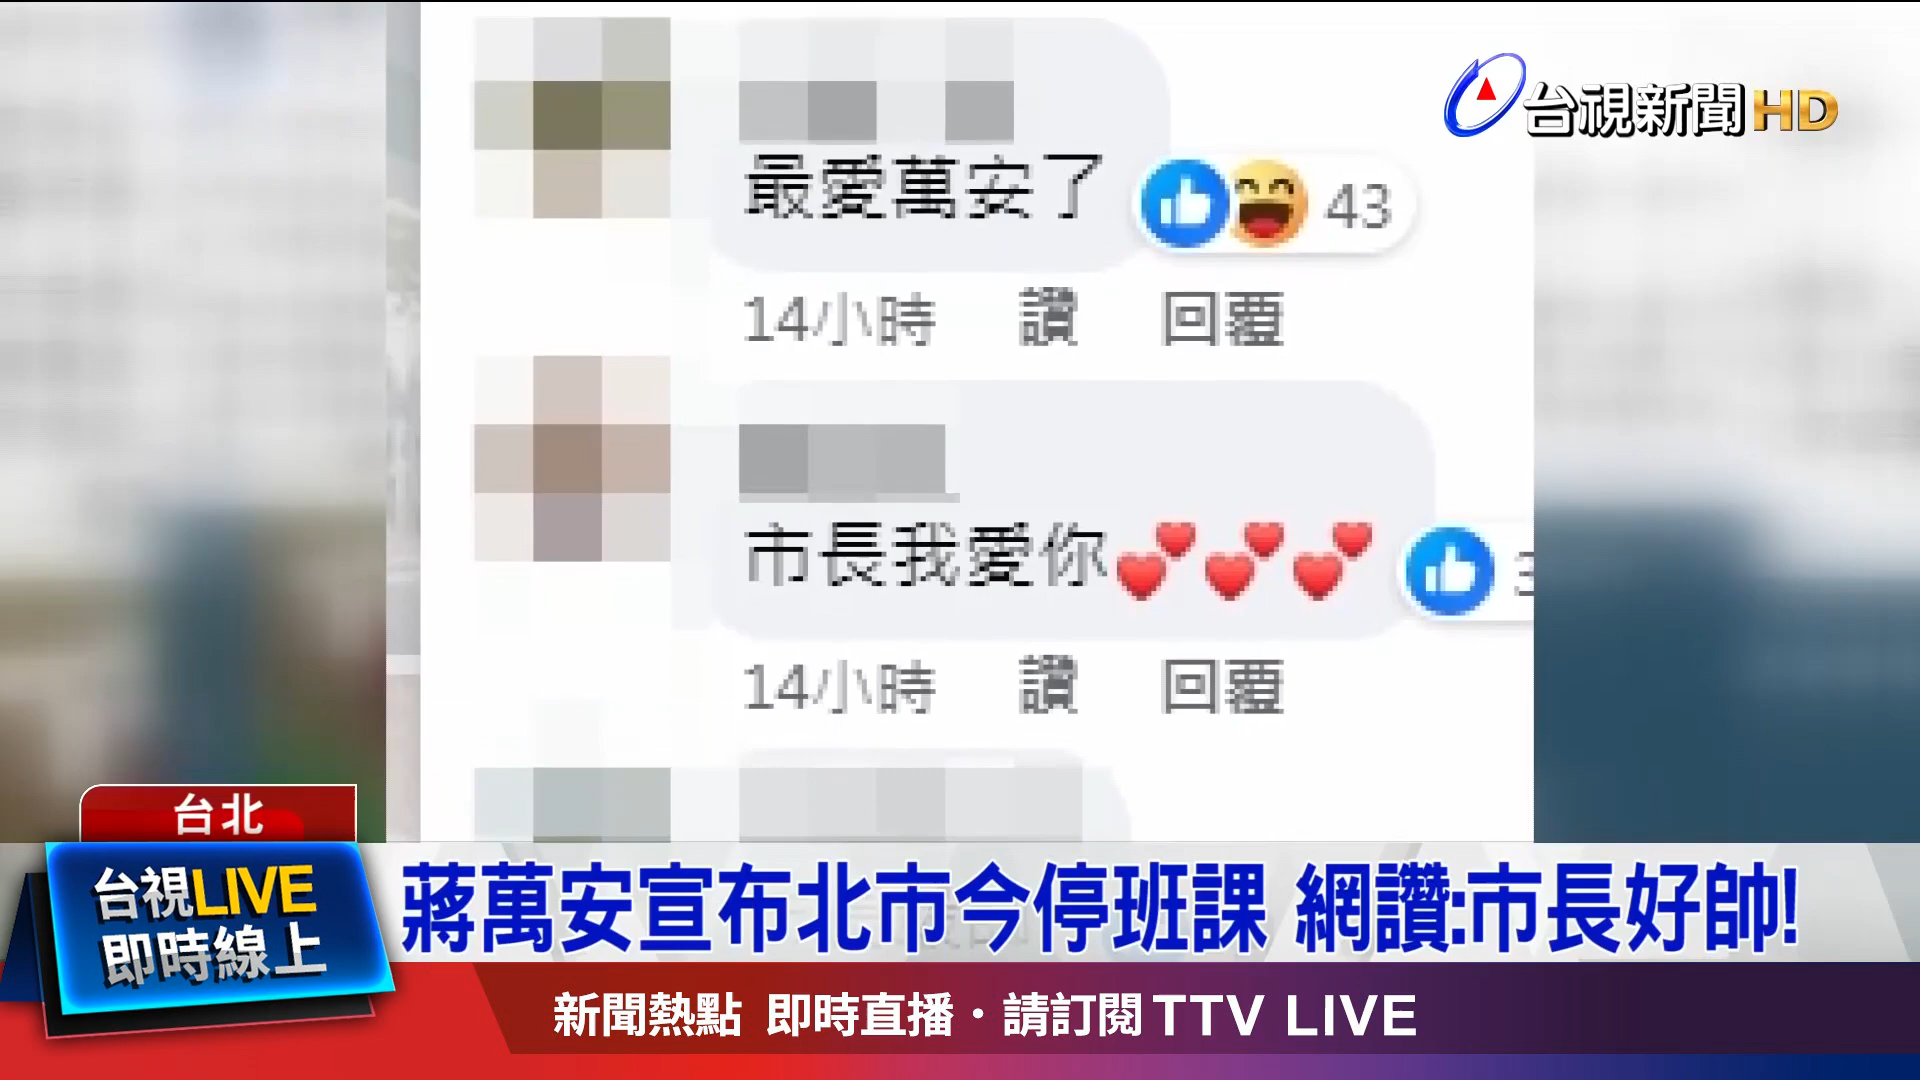 台視新聞HD
最愛萬安了
43
14小時 讚 回覆
市長我愛你💕💕💕
14小時 讚 回覆
台北
台視LIVE
即時線上
蔣萬安宣布北市今停班課 網讚:市長好帥!
新聞熱點 即時直播・請訂閱TTV LIVE